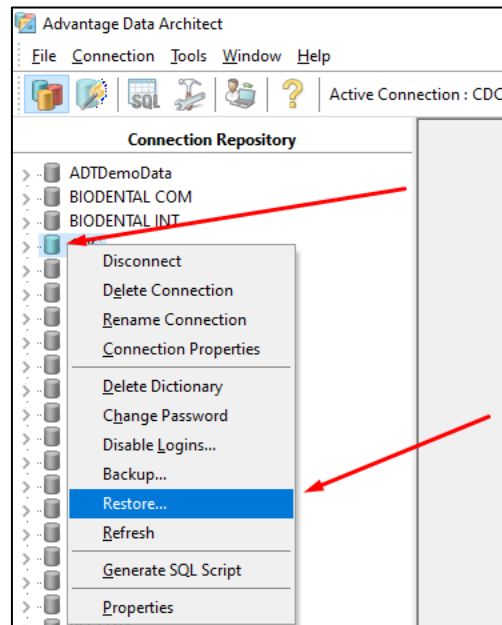 Advantage Data Architect
File Connection Tools Window Help
SQL Active Connection : CDC
Connection Repository
ADTDemoData
BIODENTAL COM
BIODENTAL INT
Disconnect
Delete Connection
Rename Connection
Connection Properties
Delete Dictionary
Change Password
Disable Logins...
Backup...
Restore...
Refresh
Generate SQL Script
Properties